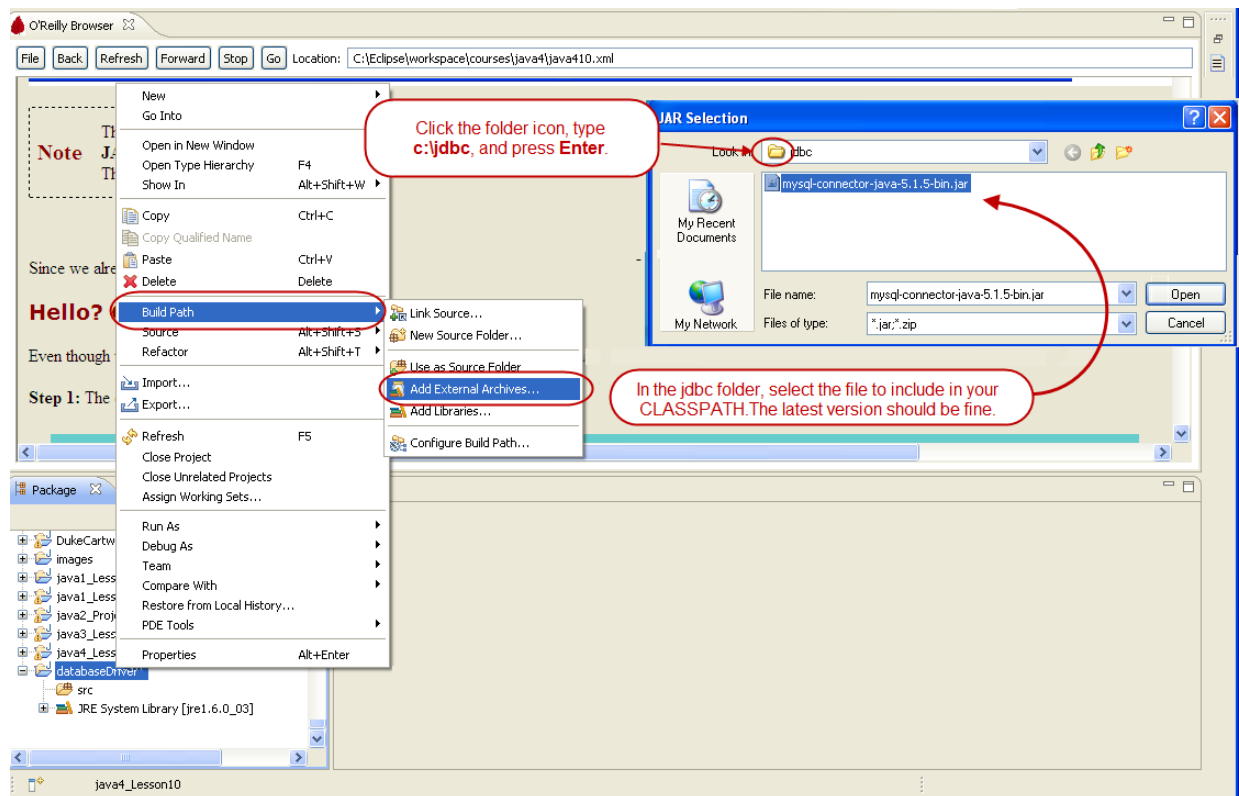 O'Reilly Browser
File Back Refresh Forward Stop Go Location: C:\Eclipse\workspace\courses\java4\java410.xml
Note
Since we alre
Hello?
Even though
Step 1: The
New
Go Into
Open in New Window
Open Type Hierarchy F4
Show In Alt+Shift+W
Copy Ctrl+C
Copy Qualified Name
Paste Ctrl+V
Delete Delete
Build Path
Source Alt+Shift+S
Refactor Alt+Shift+T
Import...
Export...
Refresh F5
Close Project
Close Unrelated Projects
Assign Working Sets...
Run As
Debug As
Team
Compare With
Restore from Local History...
PDE Tools
Properties Alt+Enter
Link Source...
New Source Folder...
Use as Source Folder
Add External Archives...
Add Libraries...
Configure Build Path...
Click the folder icon, type
c:\jdbc, and press Enter.
JAR Selection
Look in
jdbc
mysql-connector-java-5.1.5-bin.jar
My Recent
Documents
My Network
File name: mysql-connector-java-5.1.5-bin.jar Open
Files of type: *.jar;*.zip Cancel
In the jdbc folder, select the file to include in your
CLASSPATH.The latest version should be fine.
Package
DukeCartw
images
java1_Less
java1_Less
java2_Proj
java3_Less
java4_Less
databaseDriver
src
JRE System Library [jre1.6.0_03]
java4_Lesson10